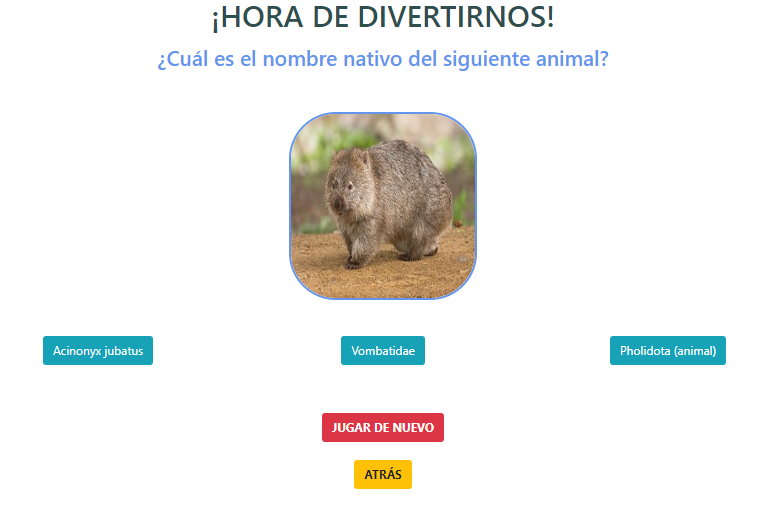 ¡HORA DE DIVERTIRNOS!
¿Cuál es el nombre nativo del siguiente animal?
Acinonyx jubatus
Vombatidae
Pholidota (animal)
JUGAR DE NUEVO
ATRÁS